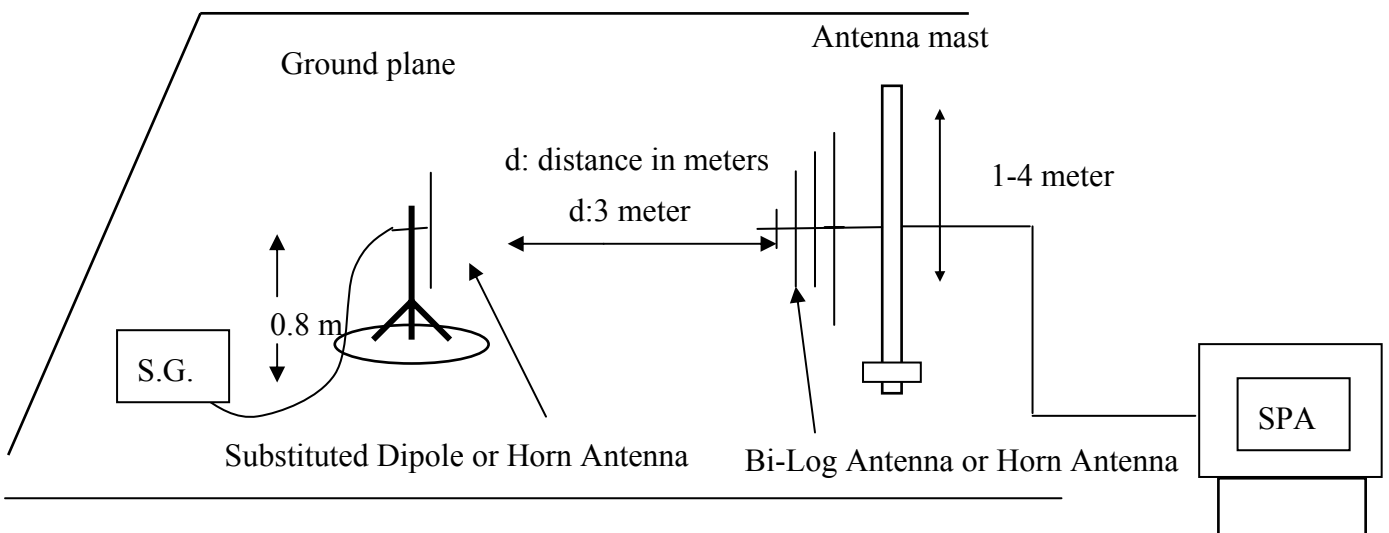 Antenna mast
Ground plane
d: distance in meters
d:3 meter
1-4 meter
0.8 m
S.G.
SPA
Substituted Dipole or Horn Antenna
Bi-Log Antenna or Horn Antenna